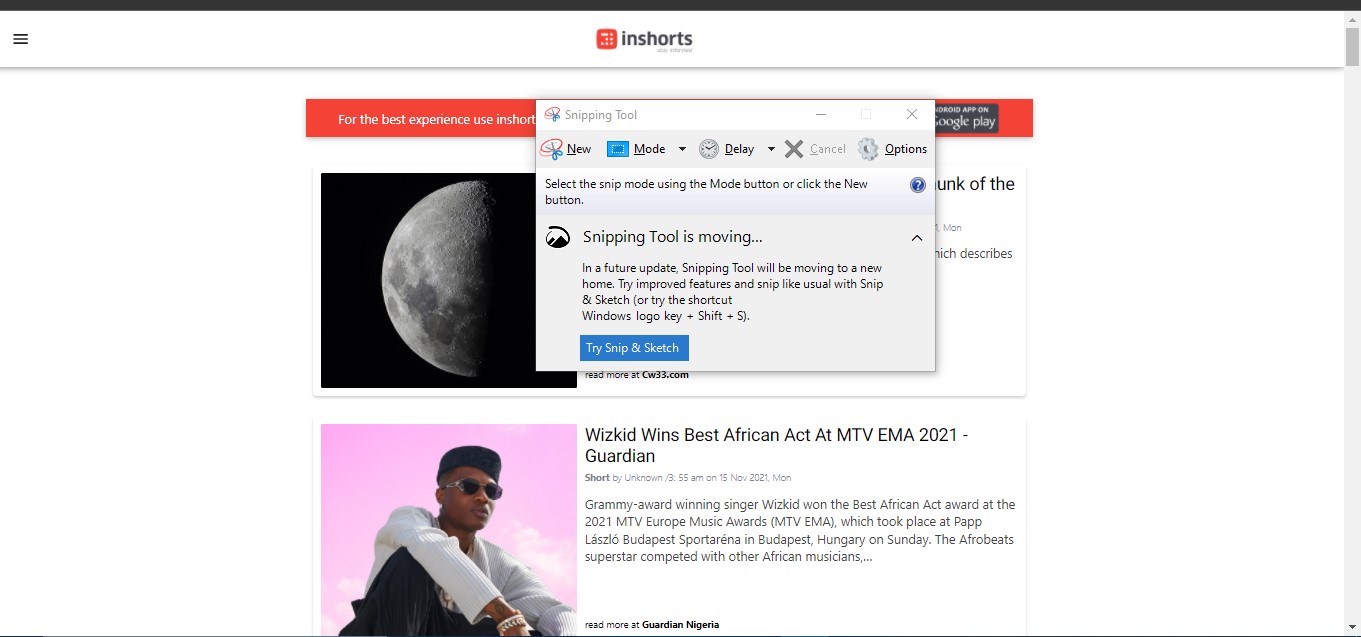 inshorts
stay informed
For the best experience use inshort
ANDROID APP ON
Google play
Snipping Tool
New Mode Delay Cancel Options
Select the snip mode using the Mode button or click the New
button.
Snipping Tool is moving...
In a future update, Snipping Tool will be moving to a new
home. Try improved features and snip like usual with Snip
& Sketch (or try the shortcut
Windows logo key + Shift + S).
Try Snip & Sketch
of the
, Mon
describes
read more at Cw33.com
Wizkid Wins Best African Act At MTV EMA 2021 -
Guardian
Short by Unknown /3: 55 am on 15 Nov 2021, Mon
Grammy-award winning singer Wizkid won the Best African Act award at the
2021 MTV Europe Music Awards (MTV EMA), which took place at Papp
László Budapest Sportaréna in Budapest, Hungary on Sunday. The Afrobeats
superstar competed with other African musicians,...
read more at Guardian Nigeria